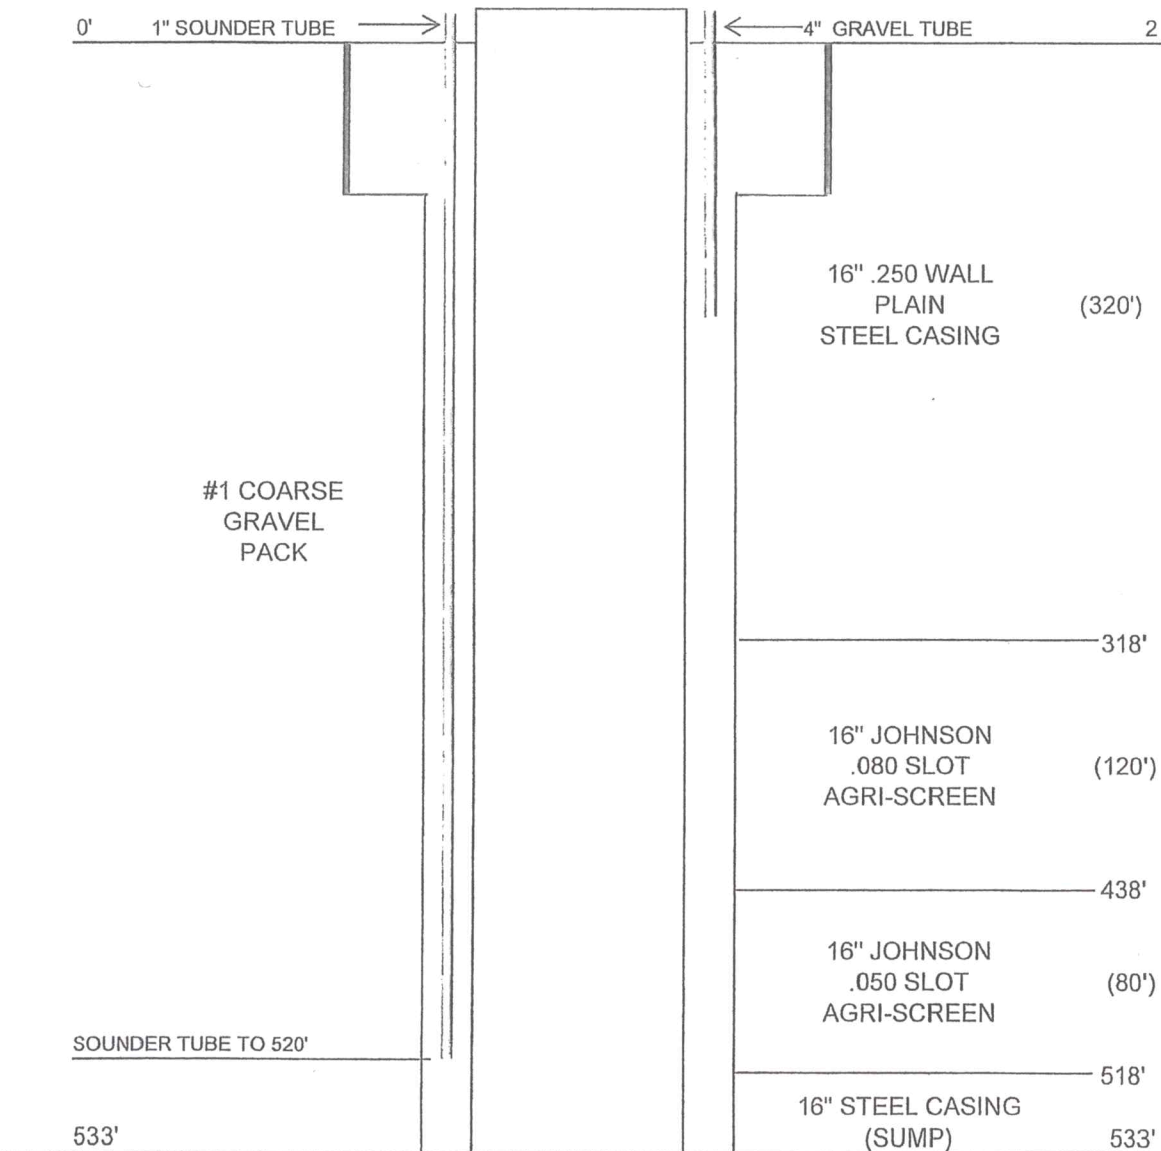 0' 1" SOUNDER TUBE 4" GRAVEL TUBE 2
16" .250 WALL
PLAIN (320')
STEEL CASING
#1 COARSE
GRAVEL
PACK
318'
16" JOHNSON
.080 SLOT (120')
AGRI-SCREEN
438'
16" JOHNSON
.050 SLOT (80')
AGRI-SCREEN
SOUNDER TUBE TO 520'
518'
16" STEEL CASING
533' (SUMP) 533'